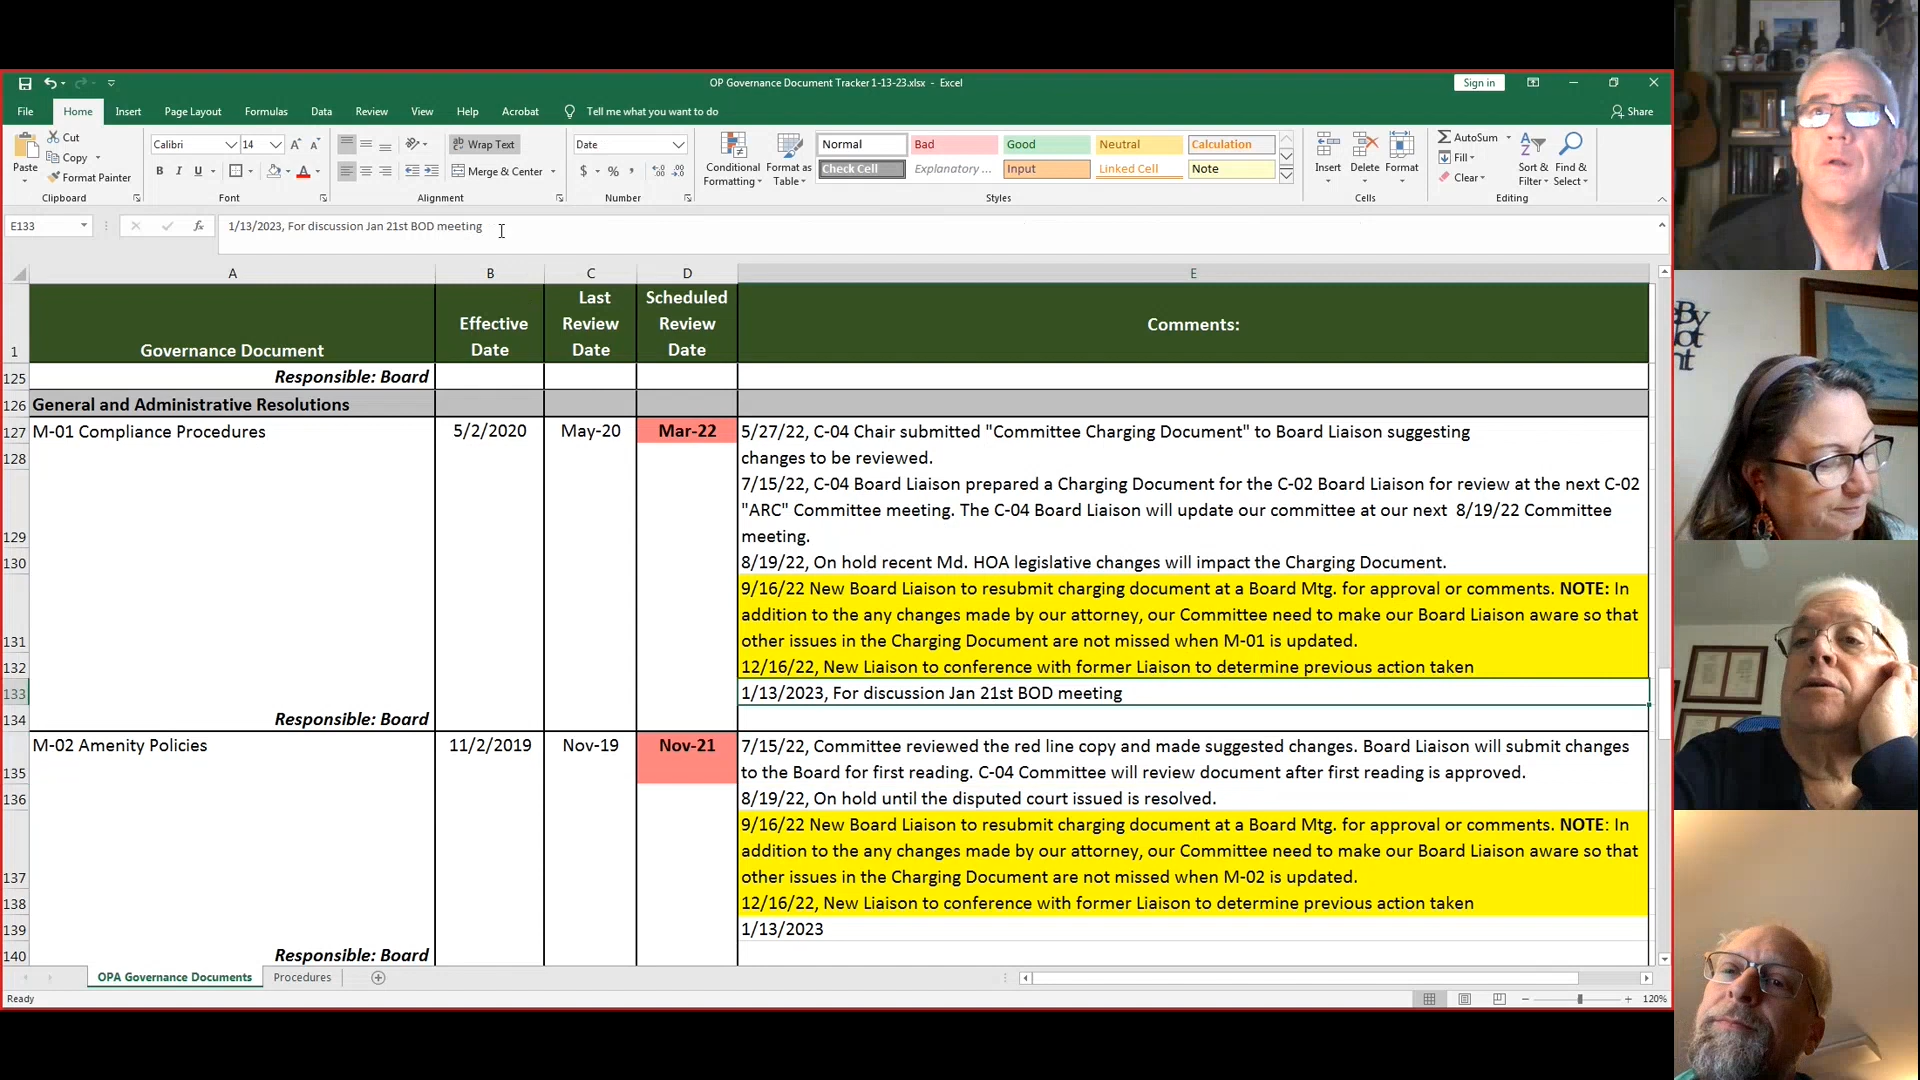 OP Governance Document Tracker 1-13-23.xlsx - Excel
Sign in
File Home Insert Page Layout Formulas Data Review View Help Acrobat Tell me what you want to do
Share
Cut
Copy
Format Painter
Paste
Clipboard
Calibri 14
B I U
Font
Wrap Text
Merge & Center
Alignment
Date
$ % ,
Number
Conditional Formatting
Format as Table
Normal Bad Good Neutral Calculation
Check Cell Explanatory ... Input Linked Cell Note
Styles
Insert Delete Format
Cells
AutoSum
Fill
Clear
Sort & Filter
Find & Select
Editing
E133
fx
1/13/2023, For discussion Jan 21st BOD meeting
A B C D E
1 Governance Document
Effective Date
Last Review Date
Scheduled Review Date
Comments:
125 Responsible: Board
126 General and Administrative Resolutions
127 M-01 Compliance Procedures 5/2/2020 May-20 Mar-22 5/27/22, C-04 Chair submitted "Committee Charging Document" to Board Liaison suggesting
128 changes to be reviewed.
7/15/22, C-04 Board Liaison prepared a Charging Document for the C-02 Board Liaison for review at the next C-02
"ARC" Committee meeting. The C-04 Board Liaison will update our committee at our next 8/19/22 Committee
129 meeting.
130 8/19/22, On hold recent Md. HOA legislative changes will impact the Charging Document.
9/16/22 New Board Liaison to resubmit charging document at a Board Mtg. for approval or comments. NOTE: In
addition to the any changes made by our attorney, our Committee need to make our Board Liaison aware so that
131 other issues in the Charging Document are not missed when M-01 is updated.
132 12/16/22, New Liaison to conference with former Liaison to determine previous action taken
133 1/13/2023, For discussion Jan 21st BOD meeting
134 Responsible: Board
M-02 Amenity Policies 11/2/2019 Nov-19 Nov-21 7/15/22, Committee reviewed the red line copy and made suggested changes. Board Liaison will submit changes
135 to the Board for first reading. C-04 Committee will review document after first reading is approved.
136 8/19/22, On hold until the disputed court issued is resolved.
9/16/22 New Board Liaison to resubmit charging document at a Board Mtg. for approval or comments. NOTE: In
addition to the any changes made by our attorney, our Committee need to make our Board Liaison aware so that
137 other issues in the Charging Document are not missed when M-02 is updated.
138 12/16/22, New Liaison to conference with former Liaison to determine previous action taken
139 1/13/2023
140 Responsible: Board
OPA Governance Documents Procedures
Ready
120%